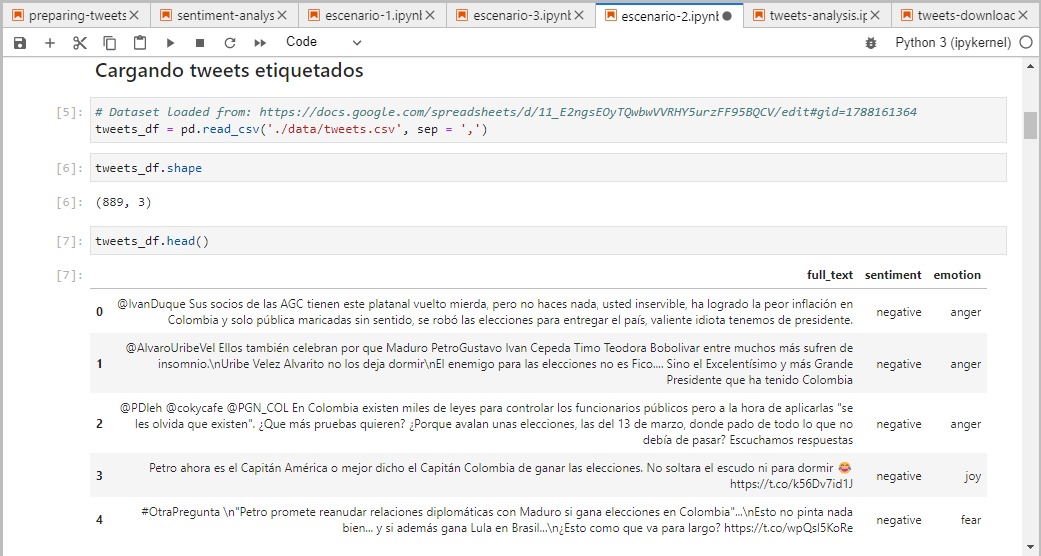 preparing-tweets
sentiment-analys
escenario-1.ipynb
escenario-3.ipynb
escenario-2.ipynb
tweets-analysis.ip
tweets-downloac
Code
Python 3 (ipykernel)
Cargando tweets etiquetados
[5]: # Dataset loaded from: https://docs.google.com/spreadsheets/d/11_E2ngsEOyTQwbwVVRHY5urzFF95BQCV/edit#gid=1788161364
tweets_df = pd.read_csv('./data/tweets.csv', sep = ',')
[6]: tweets_df.shape
[6]: (889, 3)
[7]: tweets_df.head()
[7]:
full_text sentiment emotion
0 @IvanDuque Sus socios de las AGC tienen este platanal vuelto mierda, pero no haces nada, usted inservible, ha logrado la peor inflación en
Colombia y solo pública maricadas sin sentido, se robó las elecciones para entregar el país, valiente idiota tenemos de presidente. negative anger
1 @AlvaroUribeVel Ellos también celebran por que Maduro PetroGustavo Ivan Cepeda Timo Teodora Bobolivar entre muchos más sufren de
insomnio.\nUribe Velez Alvarito no los deja dormir\nEl enemigo para las elecciones no es Fico.... Sino el Excelentísimo y más Grande
Presidente que ha tenido Colombia negative anger
2 @PDleh @cokycafe @PGN_COL En Colombia existen miles de leyes para controlar los funcionarios públicos pero a la hora de aplicarlas "se
les olvida que existen". ¿Que más pruebas quieren? ¿Porque avalan unas elecciones, las del 13 de marzo, donde pado de todo lo que no
debía de pasar? Escuchamos respuestas negative anger
3 Petro ahora es el Capitán América o mejor dicho el Capitán Colombia de ganar las elecciones. No soltara el escudo ni para dormir 😂
https://t.co/k56Dv7id1J negative joy
4 #OtraPregunta \n"Petro promete reanudar relaciones diplomáticas con Maduro si gana elecciones en Colombia"...\nEsto no pinta nada
bien... y si además gana Lula en Brasil...\n¿Esto como que va para largo? https://t.co/wpQsI5KoRe negative fear